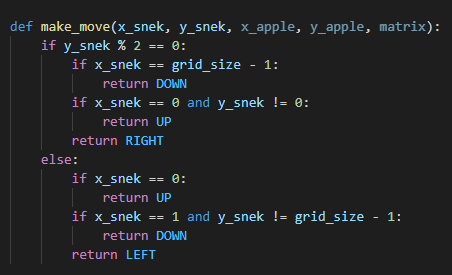 def make_move(x_snek, y_snek, x_apple, y_apple, matrix):
    if y_snek % 2 == 0:
        if x_snek == grid_size - 1:
            return DOWN
        if x_snek == 0 and y_snek != 0:
            return UP
        return RIGHT
    else:
        if x_snek == 0:
            return UP
        if x_snek == 1 and y_snek != grid_size - 1:
            return DOWN
        return LEFT